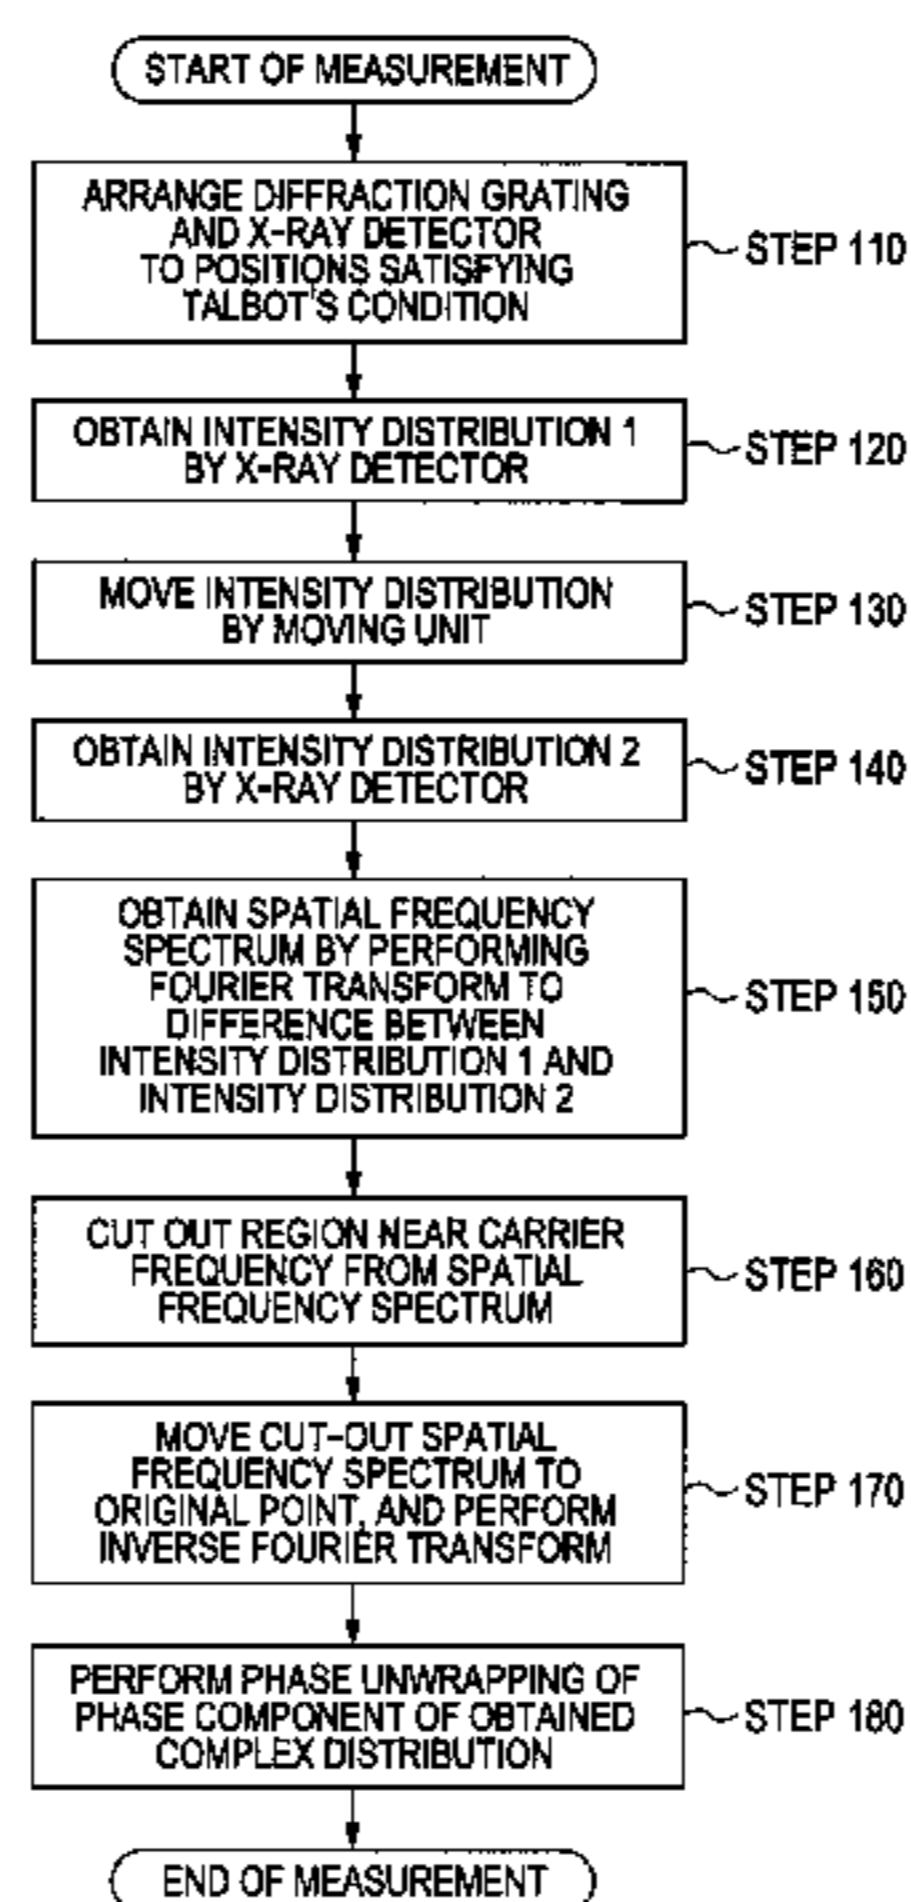 START OF MEASUREMENT
ARRANGE DIFFRACTION GRATING
AND X-RAY DETECTOR
TO POSITIONS SATISFYING
TALBOT'S CONDITION
STEP 110
OBTAIN INTENSITY DISTRIBUTION 1
BY X-RAY DETECTOR
STEP 120
MOVE INTENSITY DISTRIBUTION
BY MOVING UNIT
STEP 130
OBTAIN INTENSITY DISTRIBUTION 2
BY X-RAY DETECTOR
STEP 140
OBTAIN SPATIAL FREQUENCY
SPECTRUM BY PERFORMING
FOURIER TRANSFORM TO
DIFFERENCE BETWEEN
INTENSITY DISTRIBUTION 1 AND
INTENSITY DISTRIBUTION 2
STEP 150
CUT OUT REGION NEAR CARRIER
FREQUENCY FROM SPATIAL
FREQUENCY SPECTRUM
STEP 160
MOVE CUT-OUT SPATIAL
FREQUENCY SPECTRUM TO
ORIGINAL POINT, AND PERFORM
INVERSE FOURIER TRANSFORM
STEP 170
PERFORM PHASE UNWRAPPING OF
PHASE COMPONENT OF OBTAINED
COMPLEX DISTRIBUTION
STEP 180
END OF MEASUREMENT